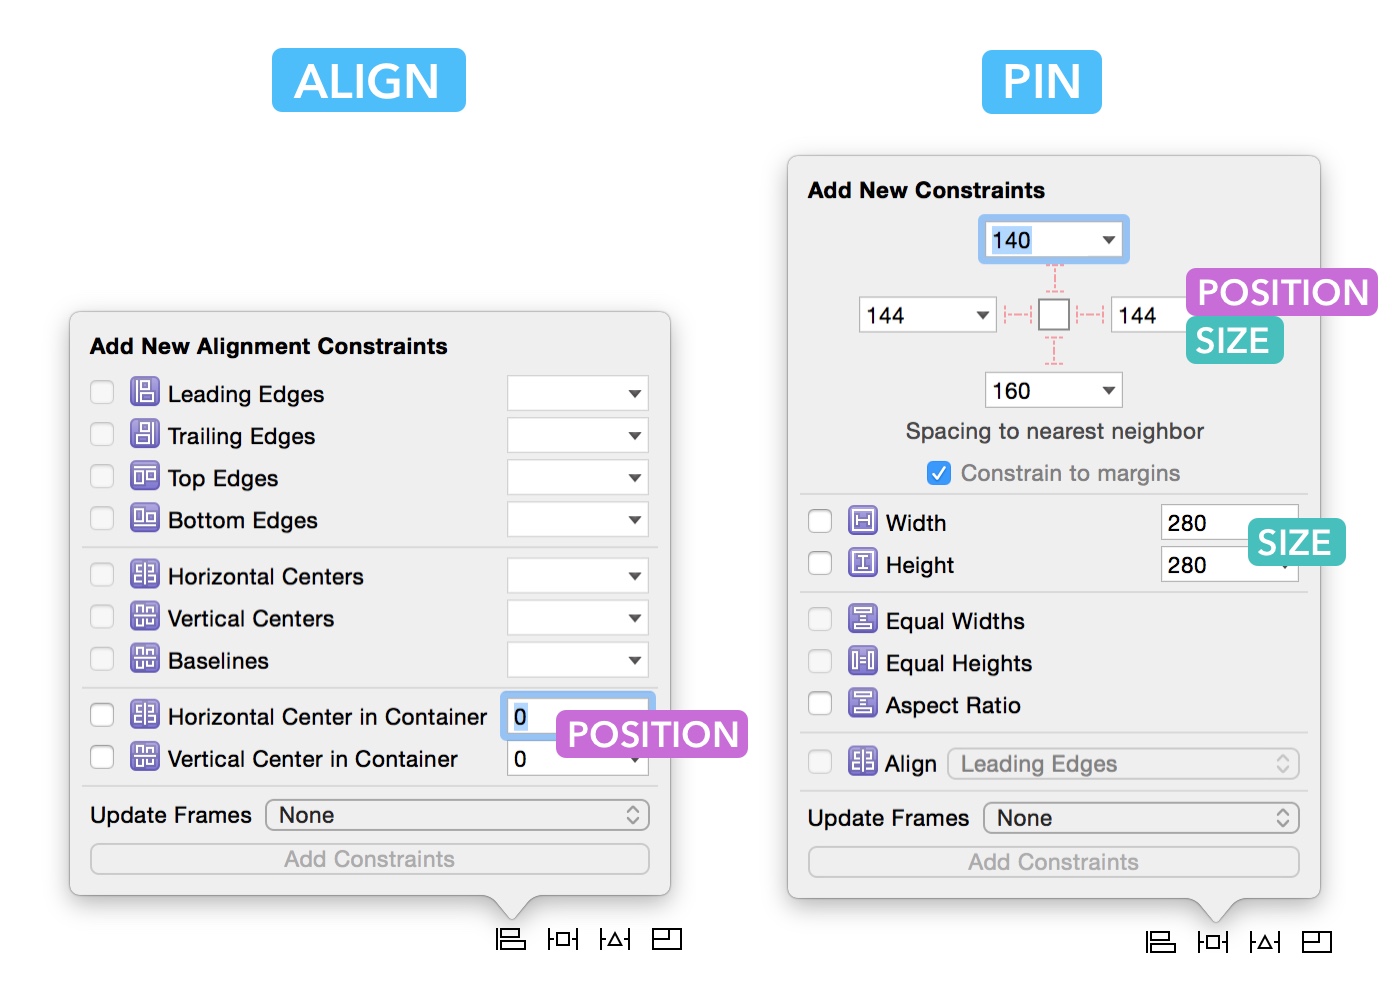 ALIGN
PIN
Add New Alignment Constraints
Leading Edges
Trailing Edges
Top Edges
Bottom Edges
Horizontal Centers
Vertical Centers
Baselines
Horizontal Center in Container 0
POSITION
Vertical Center in Container 0
Update Frames None
Add Constraints
Add New Constraints
140
POSITION
144 144
SIZE
160
Spacing to nearest neighbor
Constrain to margins
Width 280
SIZE
Height 280
Equal Widths
Equal Heights
Aspect Ratio
Align Leading Edges
Update Frames None
Add Constraints